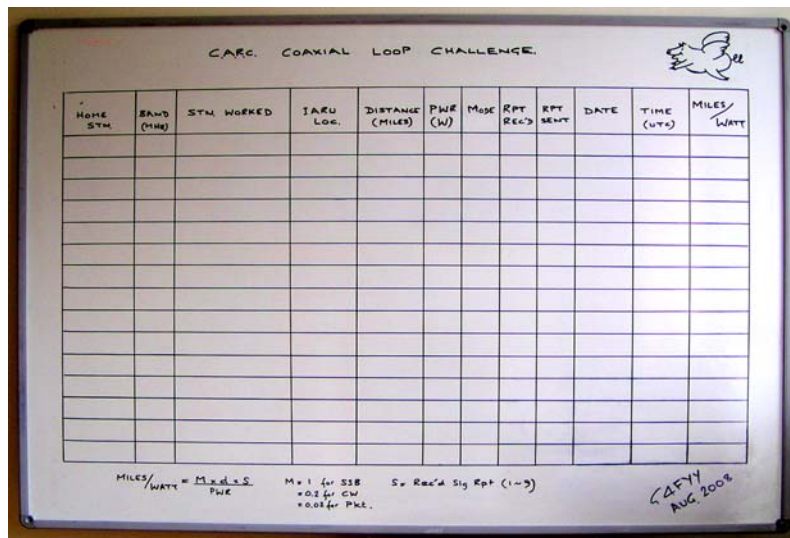 C.A.R.C. COAXIAL LOOP CHALLENGE.
HOME STN. BAND (MHz) STN. WORKED IARU LOC. DISTANCE (MILES) PWR (W) MODE RPT REC'D RPT SENT DATE TIME (UTC) MILES/WATT
MILES/WATT = M x d x S / PWR
M = 1 for SSB
= 0.2 for CW
= 0.08 for Pkt.
S = Rec'd Sig Rpt (1~9)
G4FYY
AUG, 2008